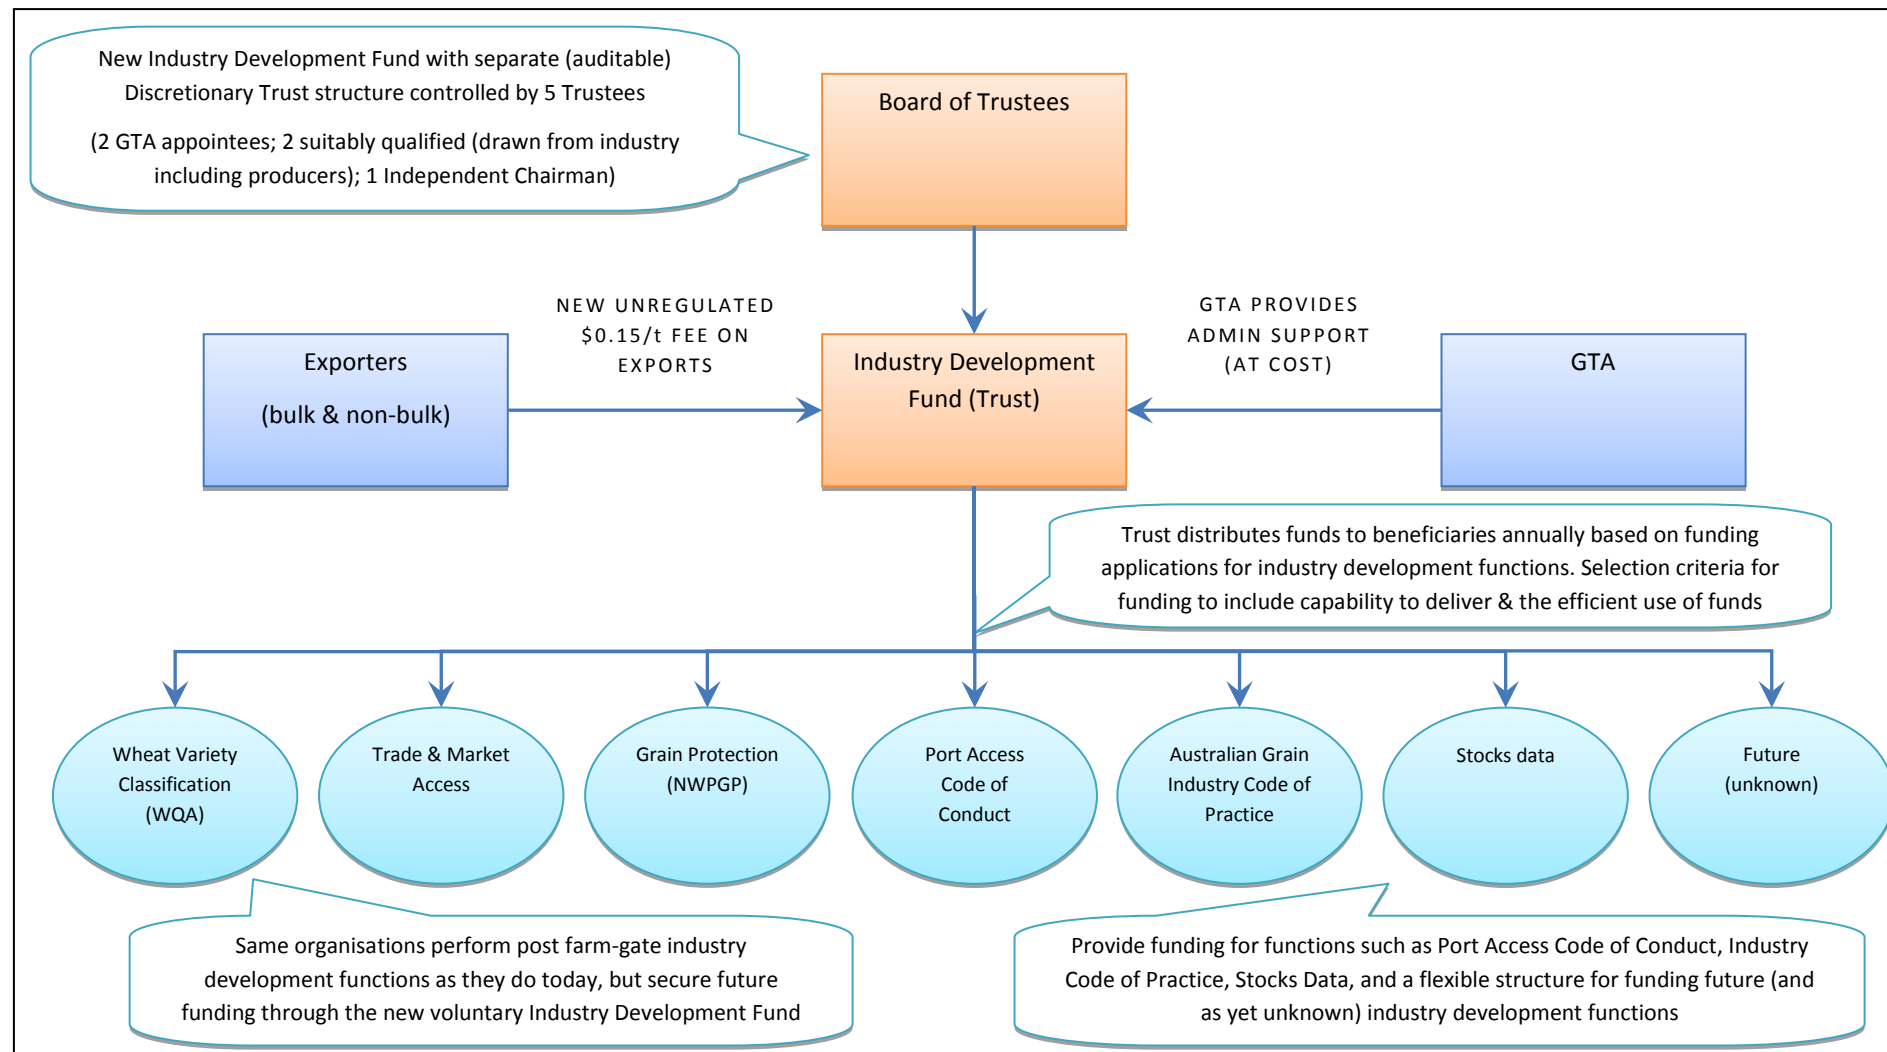 New Industry Development Fund with separate (auditable)
Discretionary Trust structure controlled by 5 Trustees
(2 GTA appointees; 2 suitably qualified (drawn from industry
including producers); 1 Independent Chairman)
Board of Trustees
NEW UNREGULATED
$0.15/t FEE ON
EXPORTS
GTA PROVIDES
ADMIN SUPPORT
(AT COST)
Exporters
(bulk & non-bulk)
Industry Development
Fund (Trust)
GTA
Trust distributes funds to beneficiaries annually based on funding
applications for industry development functions. Selection criteria for
funding to include capability to deliver & the efficient use of funds
Wheat Variety
Classification
(WQA)
Trade & Market
Access
Grain Protection
(NWPGP)
Port Access
Code of
Conduct
Australian Grain
Industry Code of
Practice
Stocks data
Future
(unknown)
Same organisations perform post farm-gate industry
development functions as they do today, but secure future
funding through the new voluntary Industry Development Fund
Provide funding for functions such as Port Access Code of Conduct, Industry
Code of Practice, Stocks Data, and a flexible structure for funding future (and
as yet unknown) industry development functions